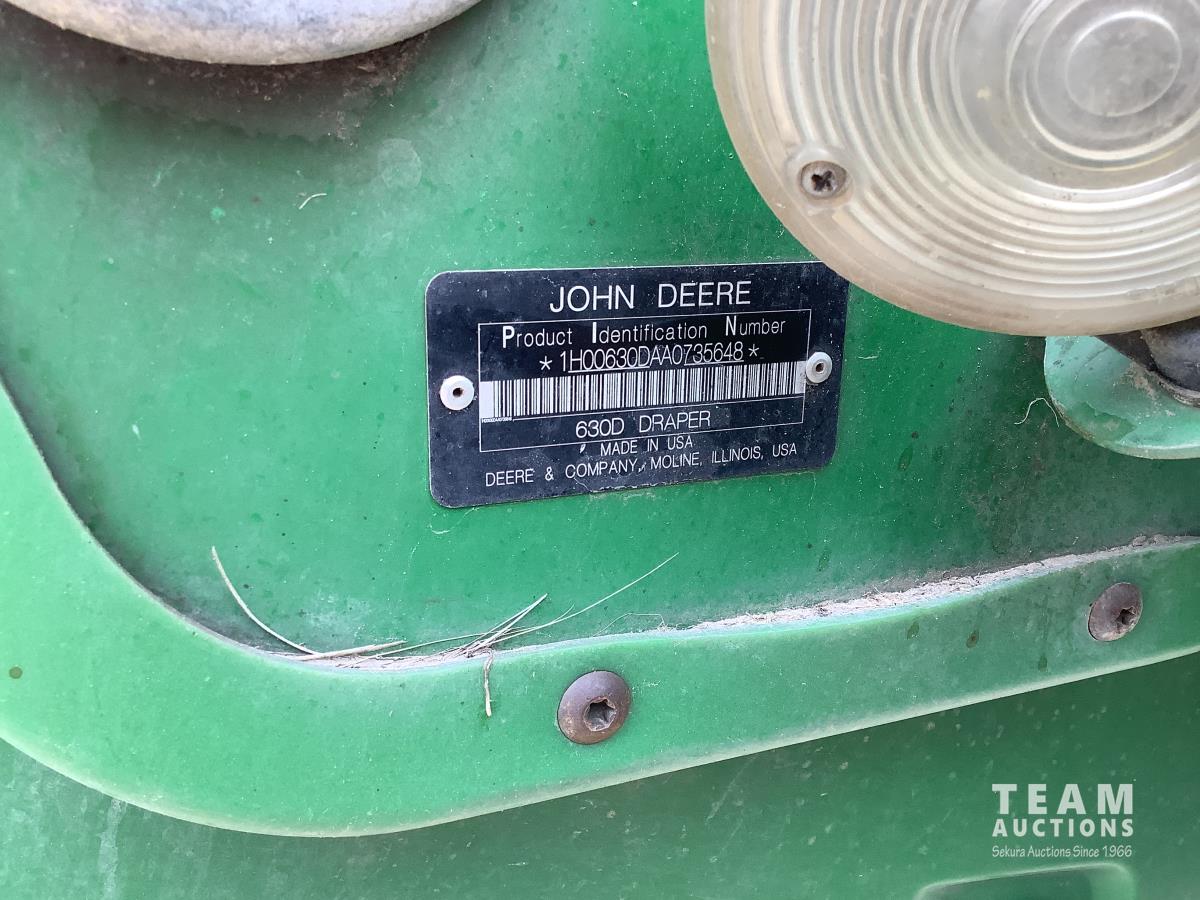 JOHN DEERE
Product Identification Number
*1H00630DAA0735648*
630D DRAPER
MADE IN USA
DEERE & COMPANY, MOLINE, ILLINOIS, USA
TEAM
AUCTIONS
Sekura Auctions Since 1966